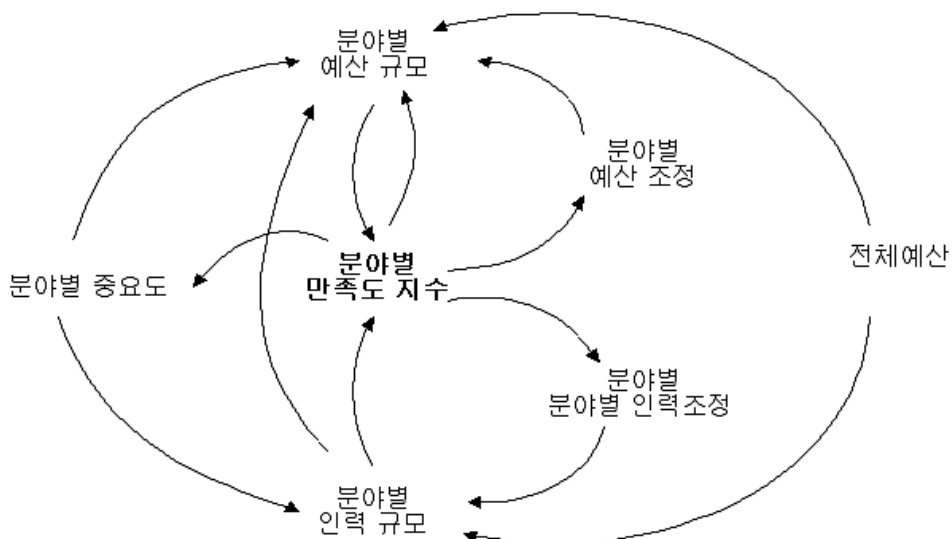 분야별
예산 규모
분야별
예산 조정
분야별
만족도 지수
전체예산
분야별 중요도
분야별
분야별 인력조정
분야별
인력 규모